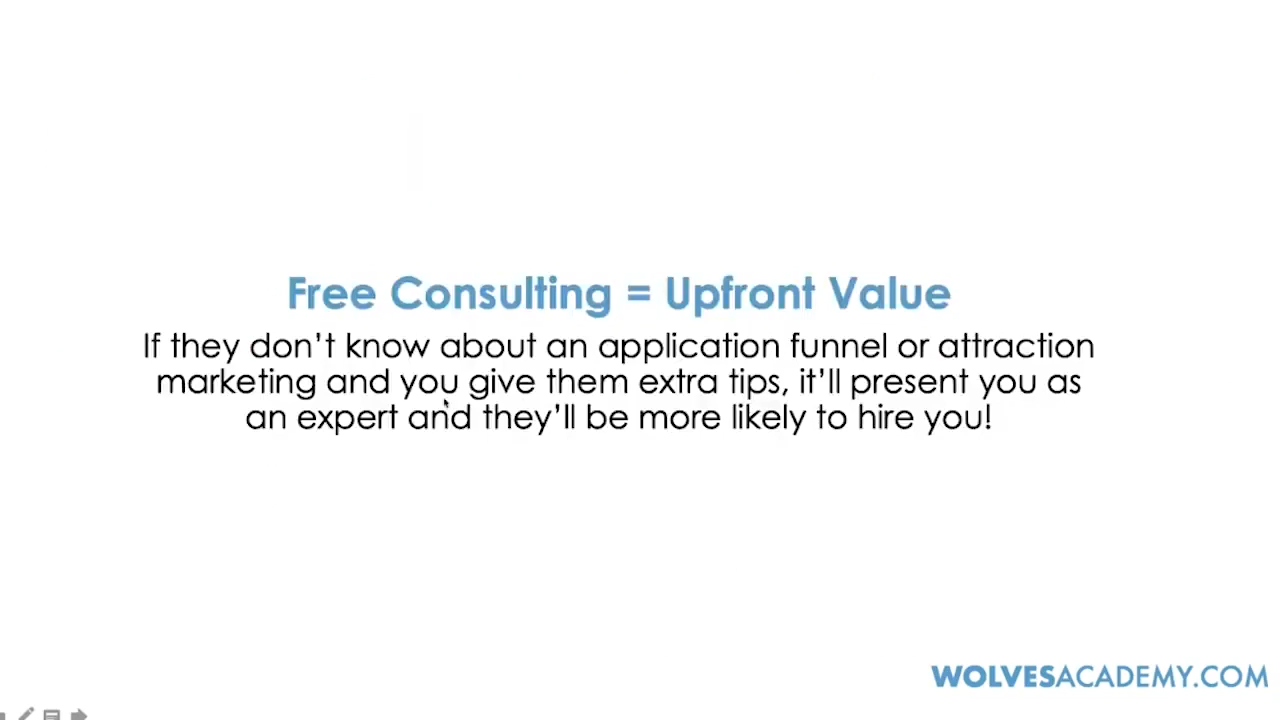 Free Consulting = Upfront Value
If they don’t know about an application funnel or attraction
marketing and you give them extra tips, it’ll present you as
an expert and they’ll be more likely to hire you!
WOLVESACADEMY.COM